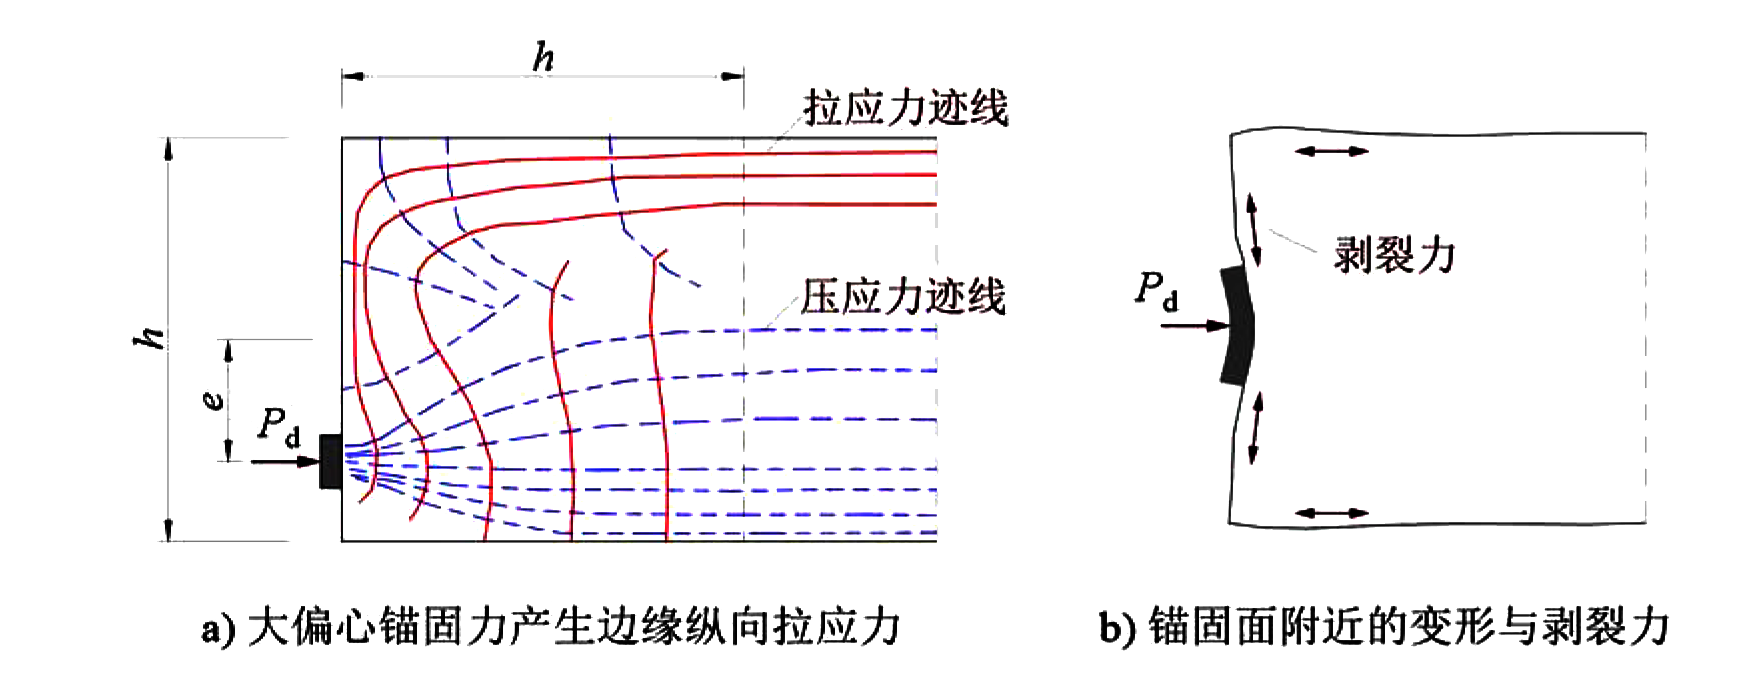 h
拉应力迹线
h
e
P_d
压应力迹线
剥裂力
P_d
a) 大偏心锚固力产生边缘纵向拉应力
b) 锚固面附近的变形与剥裂力